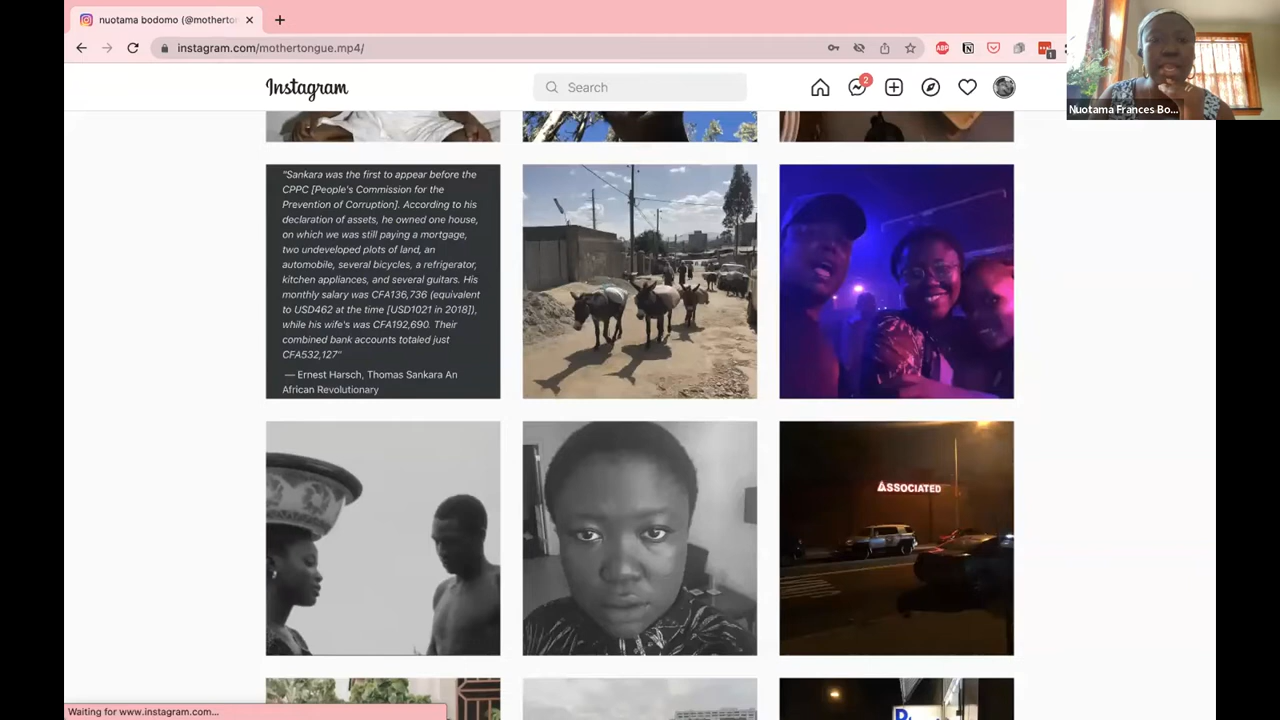 nuotama bodomo (@motherto
instagram.com/mothertongue.mp4/
ABP
1
Nuotama Frances Bo...
Instagram
Search
2
"Sankara was the first to appear before the
CPPC [People's Commission for the
Prevention of Corruption]. According to his
declaration of assets, he owned one house,
on which we was still paying a mortgage,
two undeveloped plots of land, an
automobile, several bicycles, a refrigerator,
kitchen appliances, and several guitars. His
monthly salary was CFA136,736 (equivalent
to USD462 at the time [USD1021 in 2018]),
while his wife's was CFA192,690. Their
combined bank accounts totaled just
CFA532,127"
— Ernest Harsch, Thomas Sankara An
African Revolutionary
ASSOCIATED
Waiting for www.instagram.com...